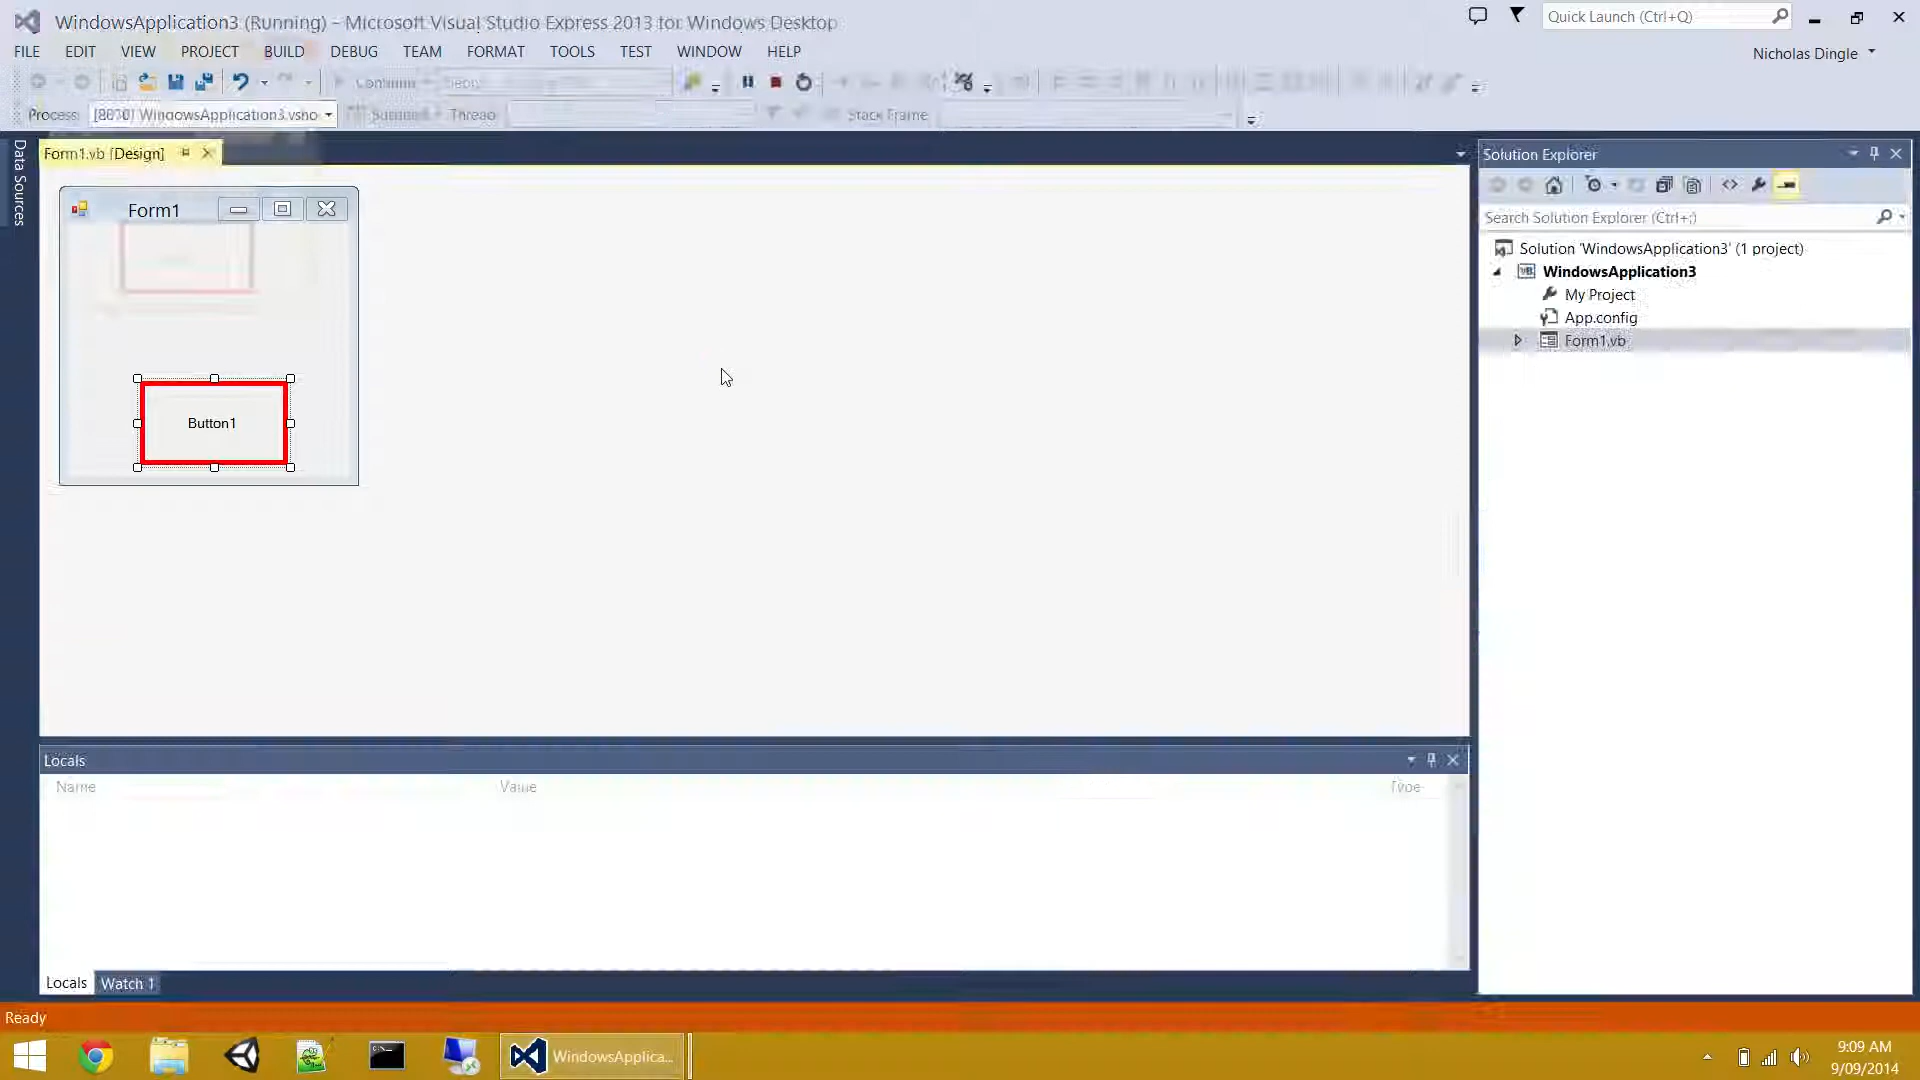 WindowsApplication3 (Running) - Microsoft Visual Studio Express 2013 for Windows Desktop
Quick Launch (Ctrl+Q)
FILE EDIT VIEW PROJECT BUILD DEBUG TEAM FORMAT TOOLS TEST WINDOW HELP
Nicholas Dingle
Continue
Process: WindowsApplication3.vsho
Thread
Stack Frame
Data Sources
Form1.vb [Design]
Solution Explorer
Form1
Search Solution Explorer (Ctrl+;)
Solution 'WindowsApplication3' (1 project)
WindowsApplication3
My Project
App.config
Form1.vb
Button1
Locals
Name Value Type
Locals Watch 1
Ready
WindowsApplica...
9:09 AM
9/09/2014